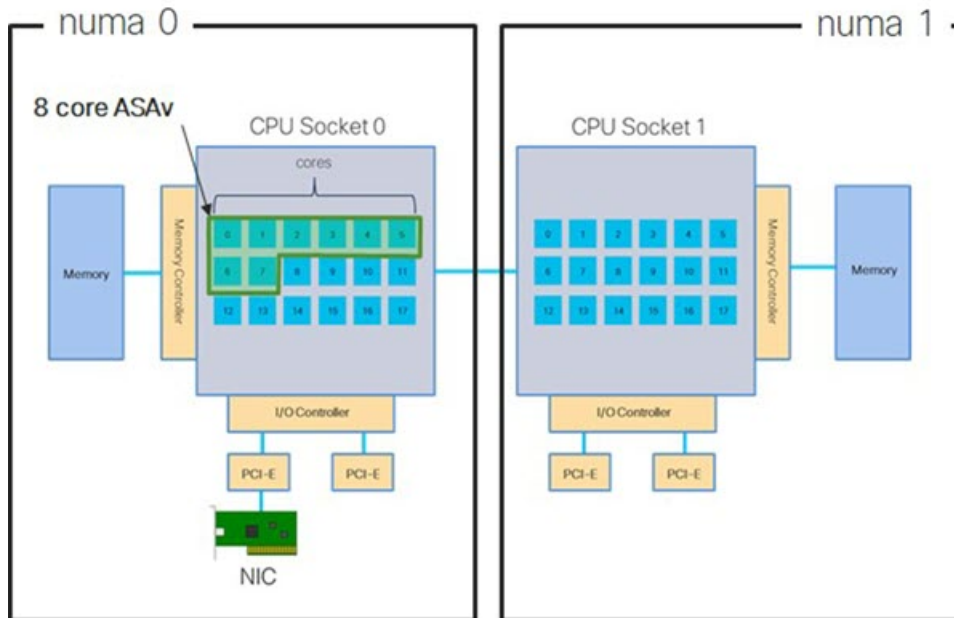 numa 0
numa 1
8 core ASAv
CPU Socket 0
CPU Socket 1
cores
0 1 2 3 4 5
0 1 2 3 4 5
Memory
Memory Controller
6 7 8 9 10 11
6 7 8 9 10 11
Memory Controller
Memory
12 13 14 15 16 17
12 13 14 15 16 17
I/O Controller
I/O Controller
PCI-E
PCI-E
PCI-E
PCI-E
NIC